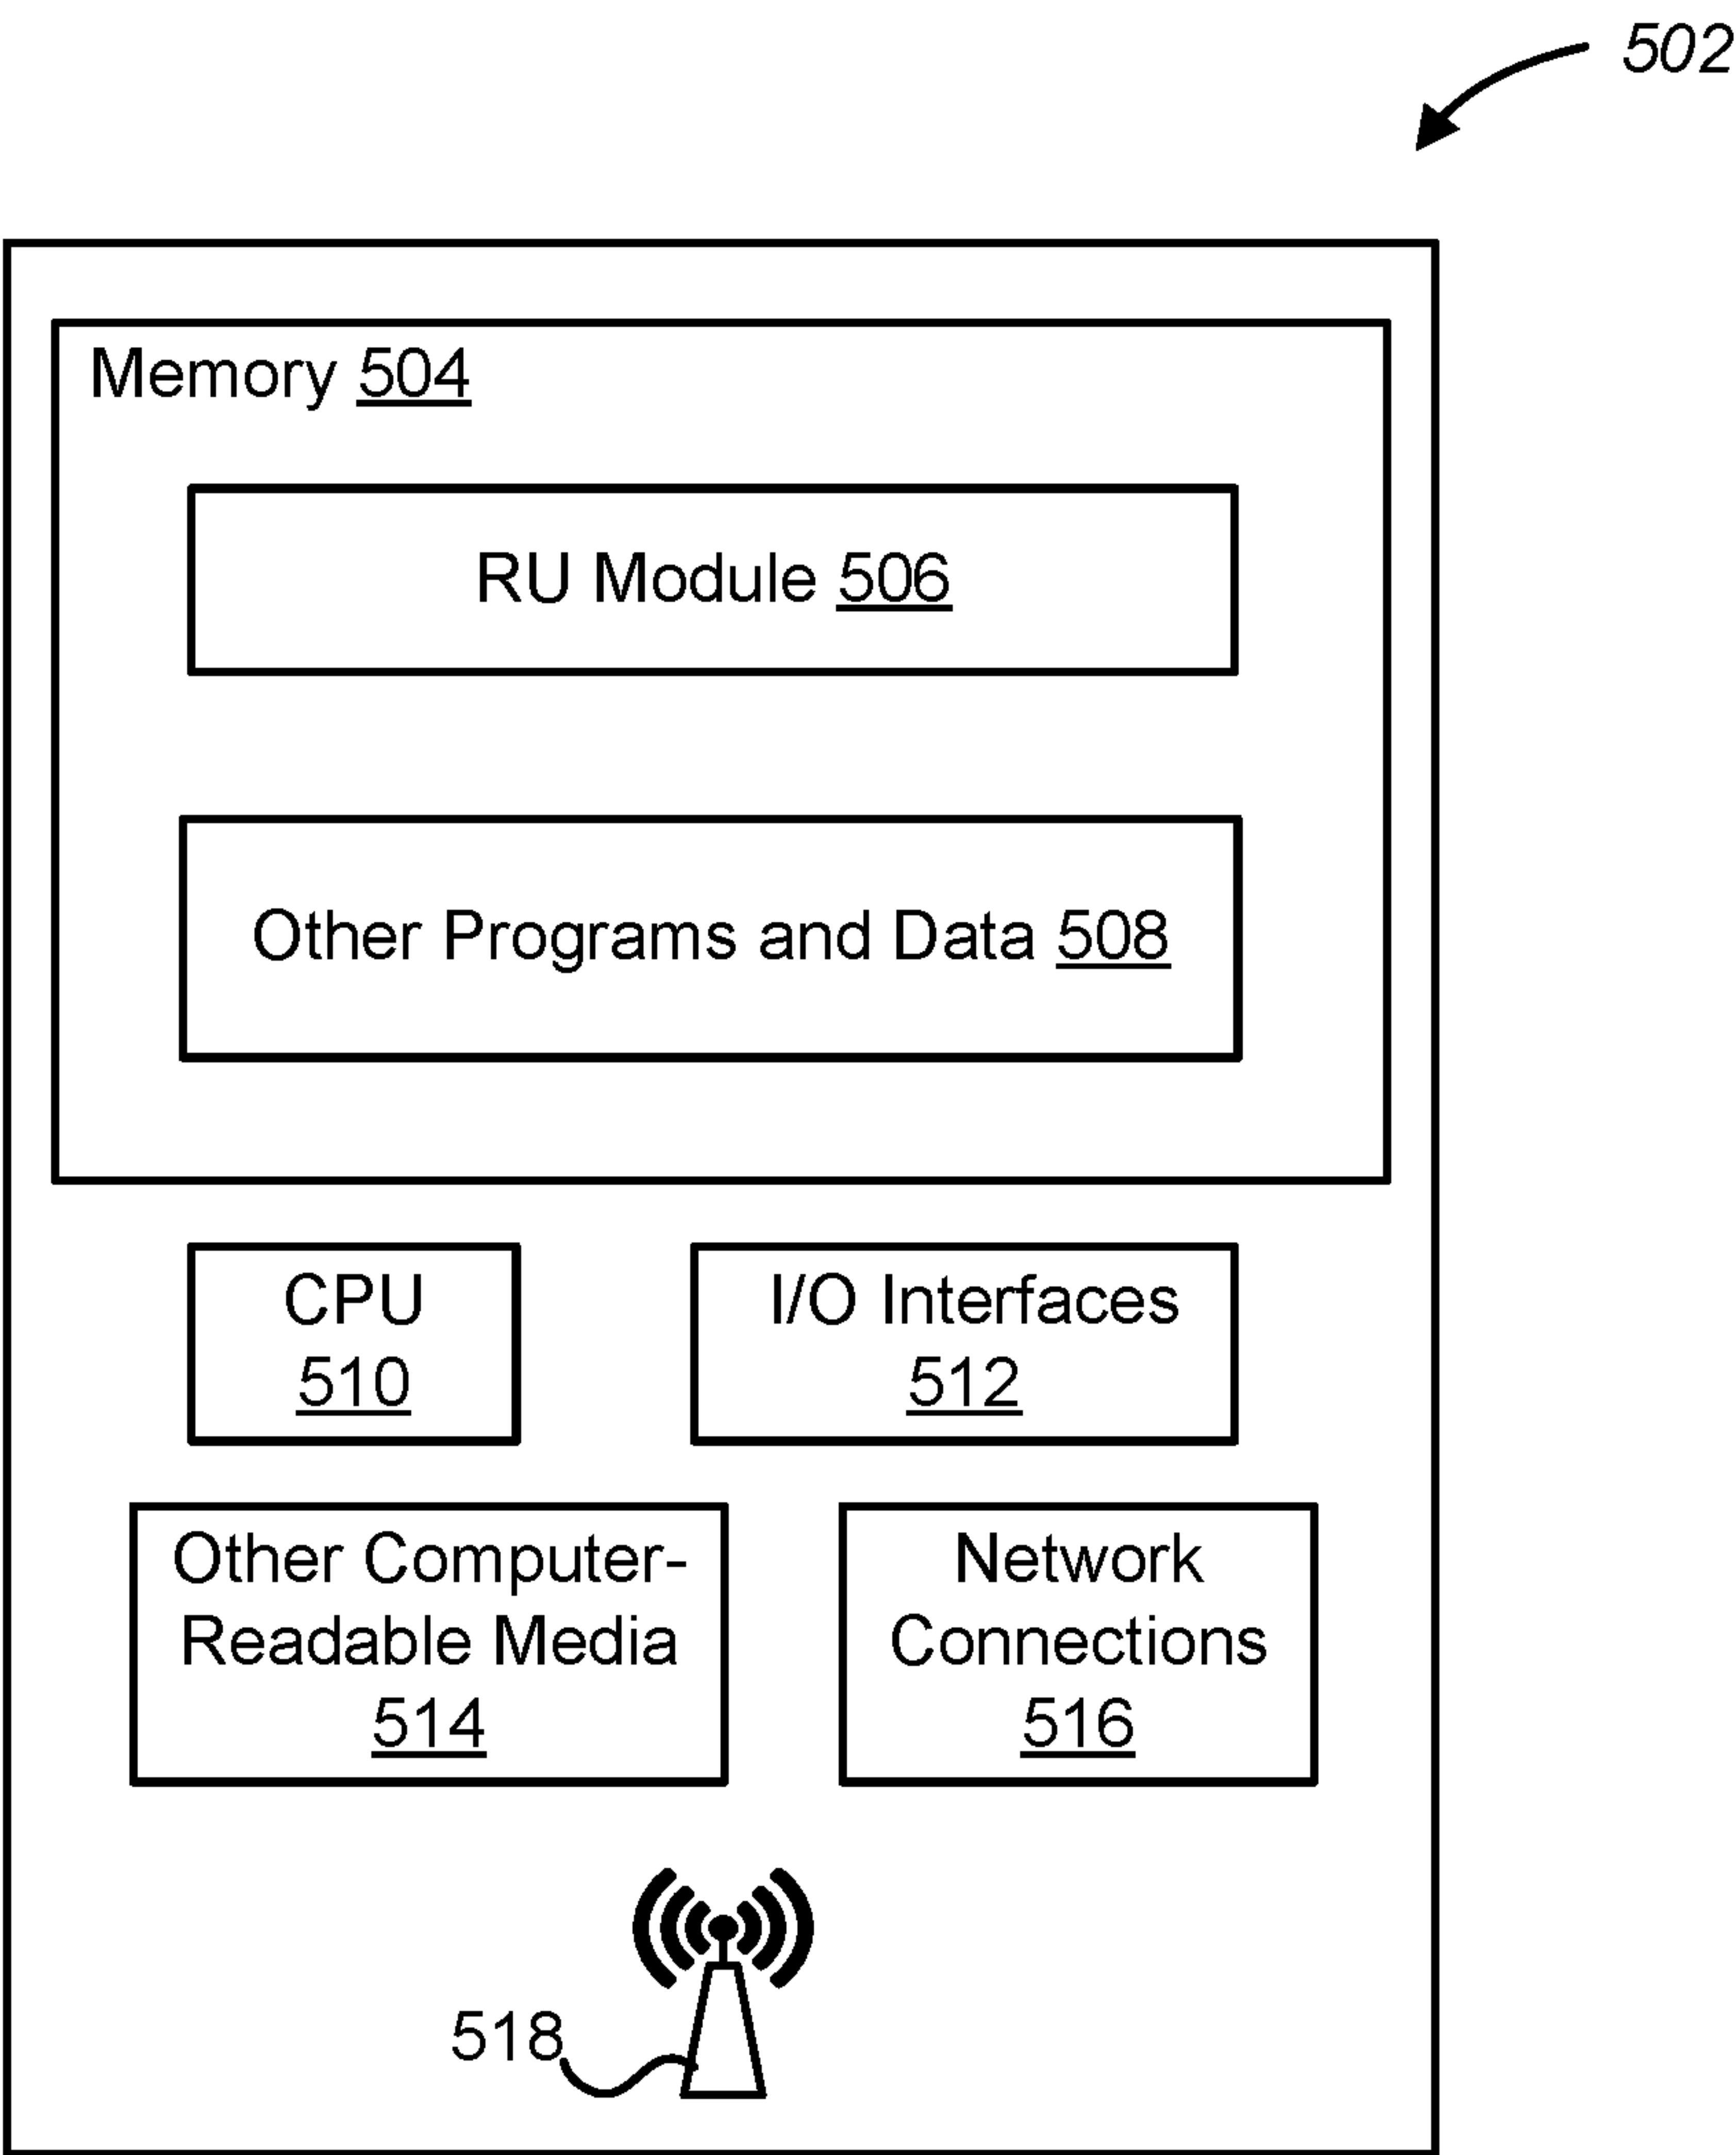 502
Memory 504
RU Module 506
Other Programs and Data 508
CPU
510
I/O Interfaces
512
Other Computer-
Readable Media
514
Network
Connections
516
518